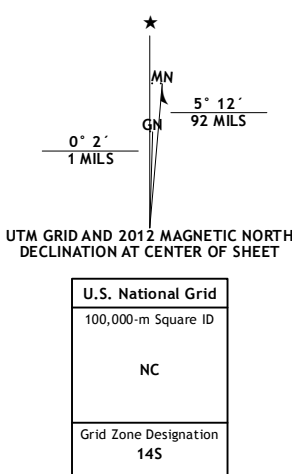 ★
MN
5° 12´
92 MILS
GN
0° 2´
1 MILS
UTM GRID AND 2012 MAGNETIC NORTH
DECLINATION AT CENTER OF SHEET
U.S. National Grid
100,000-m Square ID
NC
Grid Zone Designation
14S